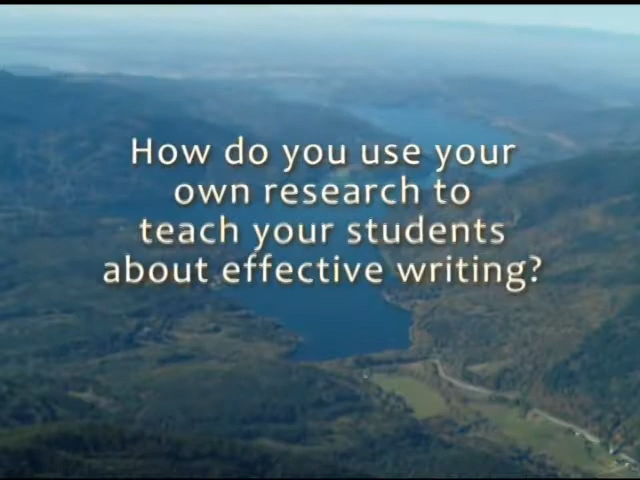 How do you use your
own research to
teach your students
about effective writing?